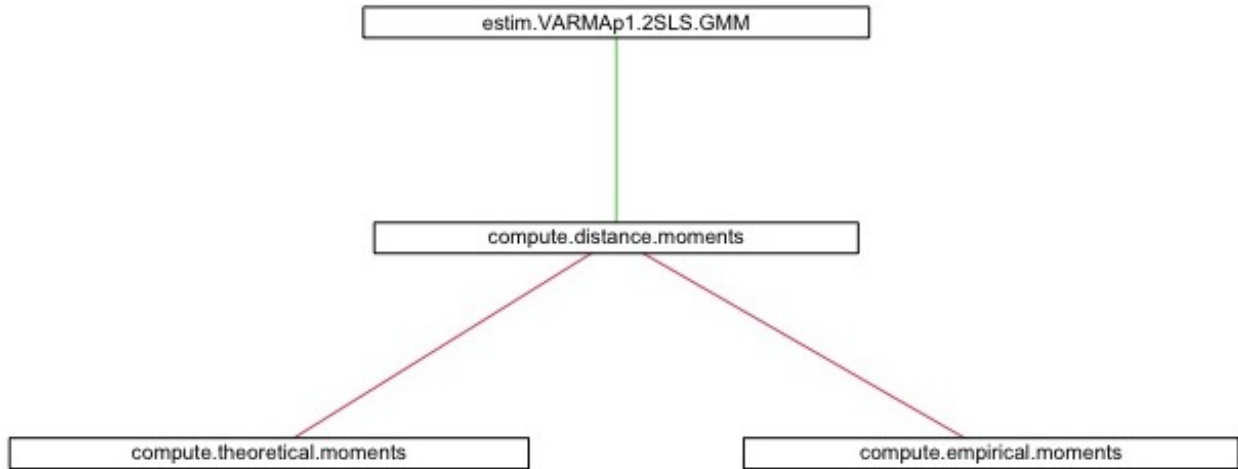 estim.VARMAp1.2SLS.GMM
compute.distance.moments
compute.theoretical.moments
compute.empirical.moments